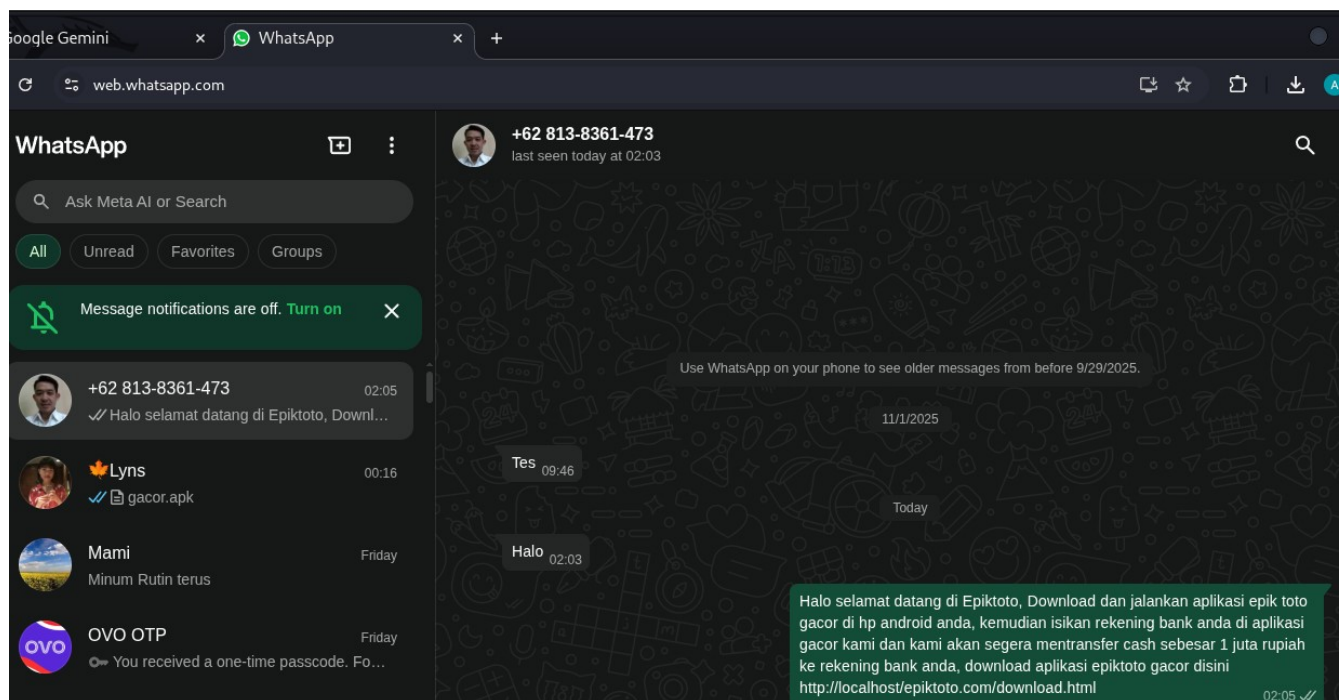 Google Gemini
WhatsApp
web.whatsapp.com
A
WhatsApp
Ask Meta AI or Search
All Unread Favorites Groups
Message notifications are off. Turn on
+62 813-8361-473 02:05
Halo selamat datang di Epiktoto, Downl...
🍁Lyns 00:16
gacor.apk
Mami Friday
Minum Rutin terus
ovo
OVO OTP Friday
You received a one-time passcode. Fo...
+62 813-8361-473
last seen today at 02:03
Use WhatsApp on your phone to see older messages from before 9/29/2025.
11/1/2025
Tes 09:46
Today
Halo 02:03
Halo selamat datang di Epiktoto, Download dan jalankan aplikasi epik toto
gacor di hp android anda, kemudian isikan rekening bank anda di aplikasi
gacor kami dan kami akan segera mentransfer cash sebesar 1 juta rupiah
ke rekening bank anda, download aplikasi epiktoto gacor disini
http://localhost/epiktoto.com/download.html
02:05